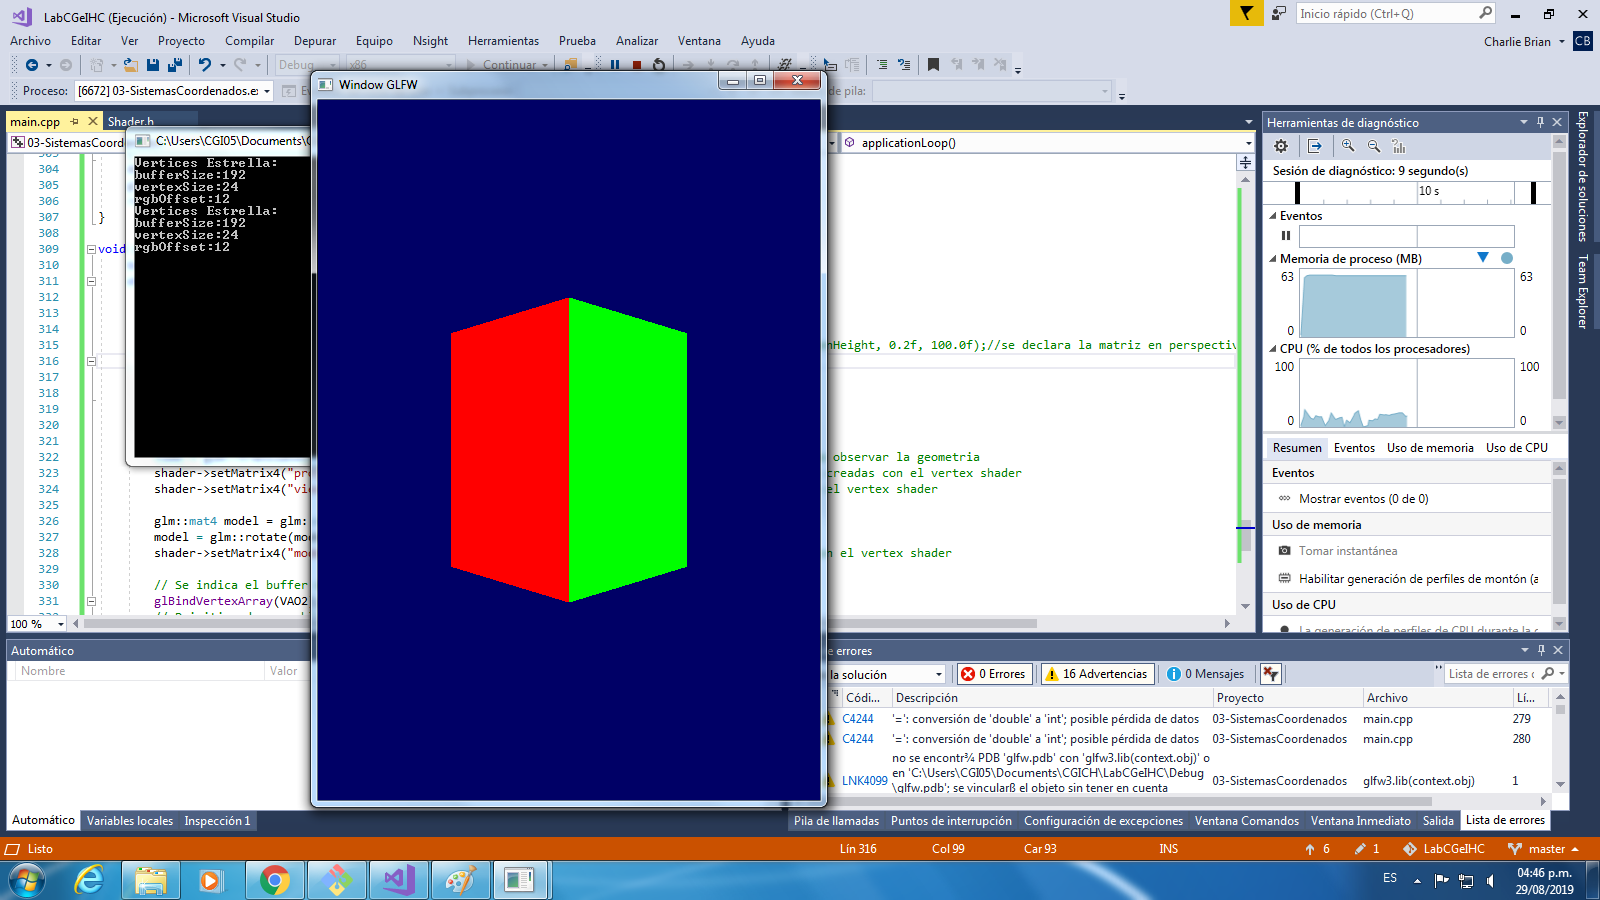 LabCGeIHC (Ejecución) - Microsoft Visual Studio
Inicio rápido (Ctrl+Q)
Archivo Editar Ver Proyecto Compilar Depurar Equipo Nsight Herramientas Prueba Analizar Ventana Ayuda
Charlie Brian CB
Debug x86 Continuar
Proceso: [6672] 03-SistemasCoordenados.ex
de pila:
Window GLFW
main.cpp Shader.h
C:\Users\CGI05\Documents\C
03-SistemasCoord
applicationLoop()
Vertices Estrella:
bufferSize:192
vertexSize:24
rgbOffset:12
Vertices Estrella:
bufferSize:192
vertexSize:24
rgbOffset:12
303
304
305
306
307 }
308
309 void
310
311
312
313
314
315 nHeight, 0.2f, 100.0f);//se declara la matriz en perspectiv
316
317
318
319
320
321
322 observar la geometria
323 shader->setMatrix4("pro creadas con el vertex shader
324 shader->setMatrix4("vie el vertex shader
325
326 glm::mat4 model = glm::
327 model = glm::rotate(mod
328 shader->setMatrix4("mod n el vertex shader
329
330 // Se indica el buffer
331 glBindVertexArray(VAO2
100 %
Herramientas de diagnóstico
Sesión de diagnóstico: 9 segundo(s)
10 s
Eventos
Memoria de proceso (MB)
63 63
0 0
CPU (% de todos los procesadores)
100 100
0 0
Resumen Eventos Uso de memoria Uso de CPU
Eventos
Mostrar eventos (0 de 0)
Uso de memoria
Tomar instantánea
Habilitar generación de perfiles de montón (a
Uso de CPU
La generación de perfiles de CPU durante la
Explorador de soluciones
Team Explorer
Automático
Nombre Valor
Automático Variables locales Inspección 1
de errores
la solución 0 Errores 16 Advertencias 0 Mensajes Lista de errores
Códi... Descripción Proyecto Archivo Lí...
C4244 '=': conversión de 'double' a 'int'; posible pérdida de datos 03-SistemasCoordenados main.cpp 279
C4244 '=': conversión de 'double' a 'int'; posible pérdida de datos 03-SistemasCoordenados main.cpp 280
no se encontr¾ PDB 'glfw.pdb' con 'glfw3.lib(context.obj)' o
LNK4099 en 'C:\Users\CGI05\Documents\CGICH\LabCGeIHC\Debug 03-SistemasCoordenados glfw3.lib(context.obj) 1
\glfw.pdb'; se vincularß el objeto sin tener en cuenta
Pila de llamadas Puntos de interrupción Configuración de excepciones Ventana Comandos Ventana Inmediato Salida Lista de errores
Listo Lín 316 Col 99 Car 93 INS 6 1 LabCGeIHC master
ES 04:46 p.m.
29/08/2019